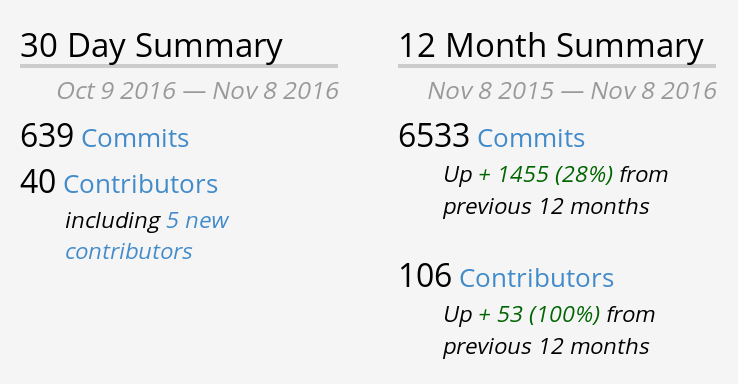 30 Day Summary
Oct 9 2016 — Nov 8 2016
639 Commits
40 Contributors
including 5 new
contributors
12 Month Summary
Nov 8 2015 — Nov 8 2016
6533 Commits
Up + 1455 (28%) from
previous 12 months
106 Contributors
Up + 53 (100%) from
previous 12 months